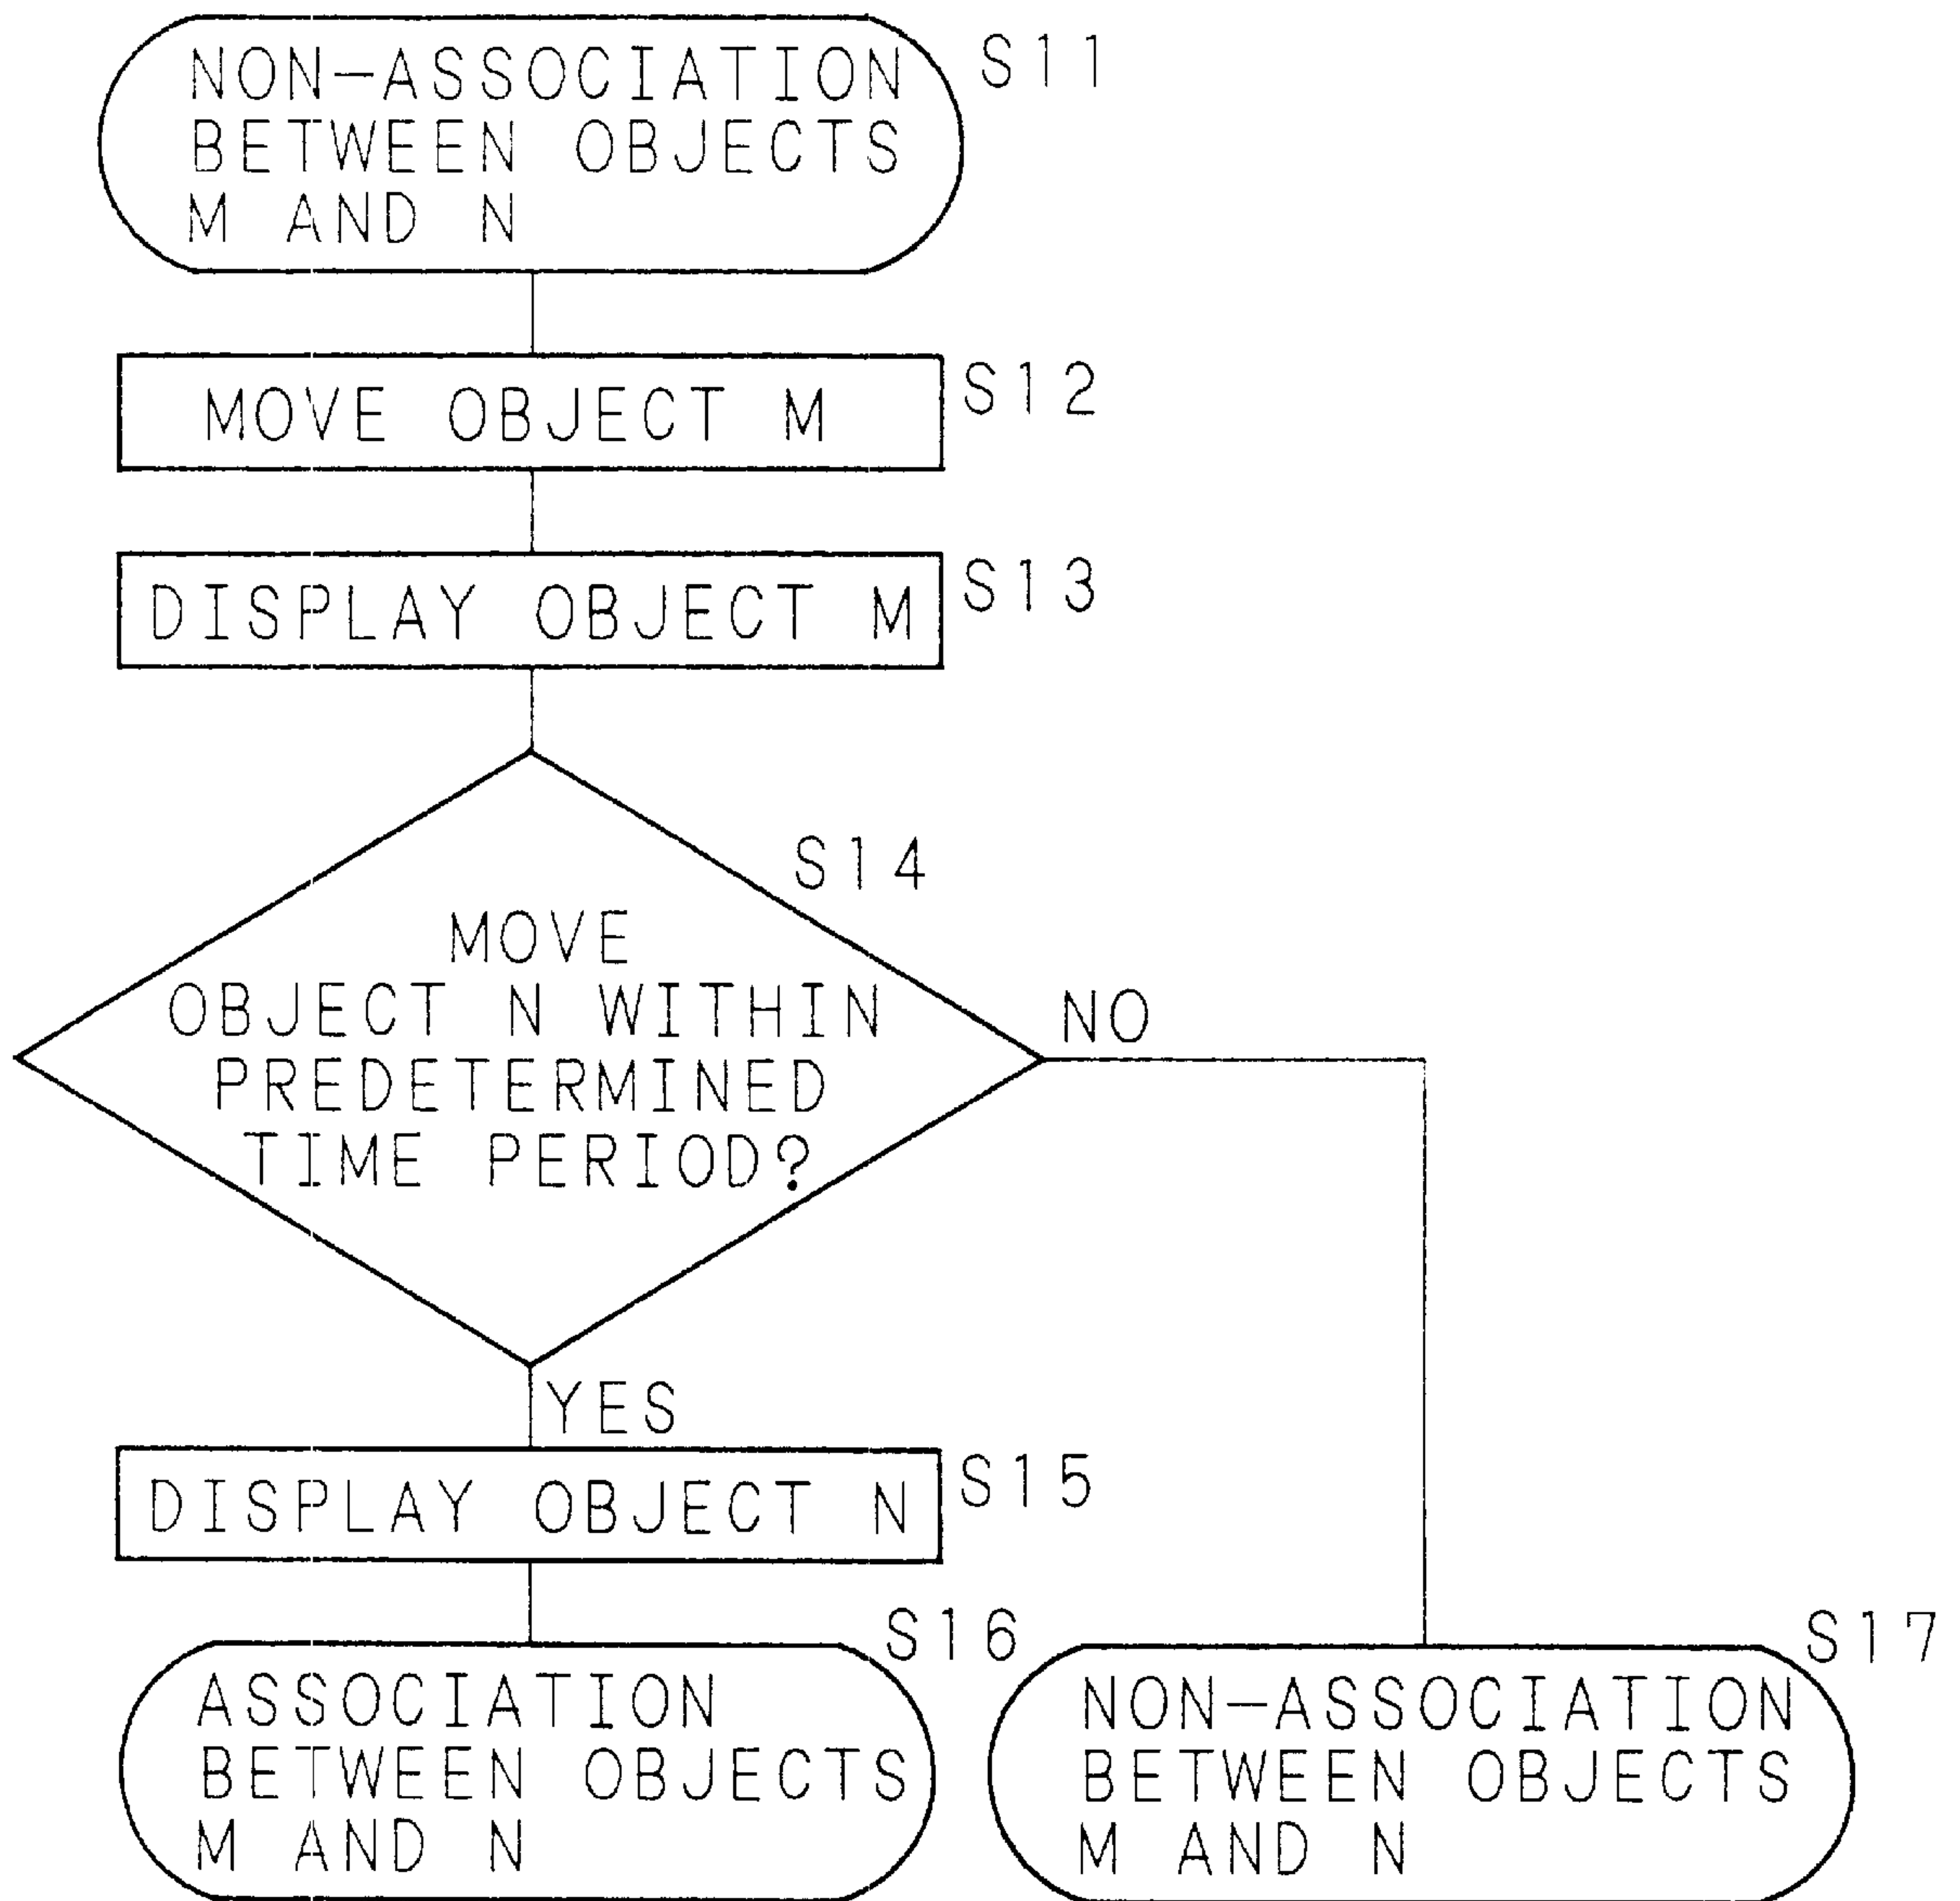 NON-ASSOCIATION
BETWEEN OBJECTS
M AND N
S11
MOVE OBJECT M
S12
DISPLAY OBJECT M
S13
S14
MOVE
OBJECT N WITHIN
PREDETERMINED
TIME PERIOD?
NO
YES
DISPLAY OBJECT N
S15
S16
ASSOCIATION
BETWEEN OBJECTS
M AND N
S17
NON-ASSOCIATION
BETWEEN OBJECTS
M AND N